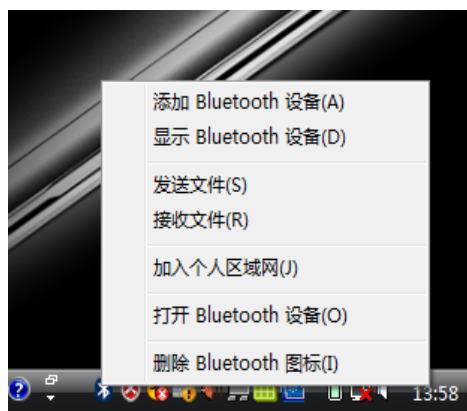 添加 Bluetooth 设备(A)
显示 Bluetooth 设备(D)
发送文件(S)
接收文件(R)
加入个人区域网(J)
打开 Bluetooth 设备(O)
删除 Bluetooth 图标(I)
13:58